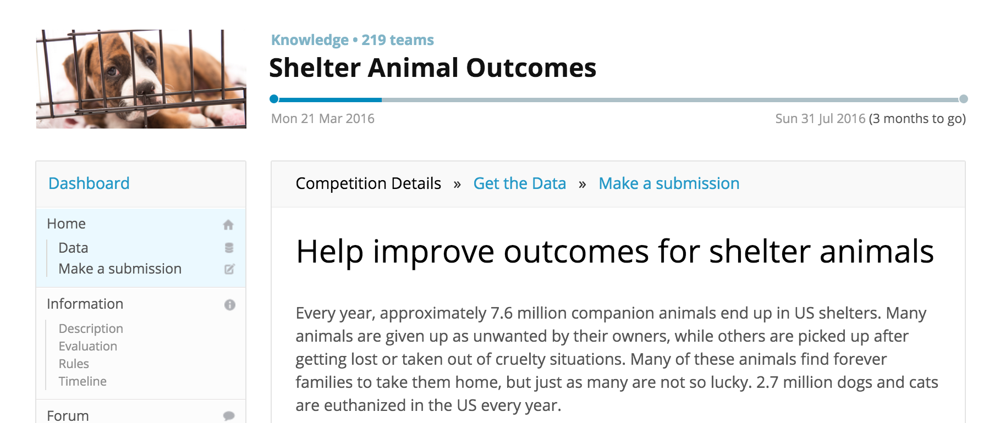 Knowledge • 219 teams
Shelter Animal Outcomes
Mon 21 Mar 2016
Sun 31 Jul 2016 (3 months to go)
Dashboard
Home
Data
Make a submission
Information
Description
Evaluation
Rules
Timeline
Forum
Competition Details » Get the Data » Make a submission
Help improve outcomes for shelter animals
Every year, approximately 7.6 million companion animals end up in US shelters. Many
animals are given up as unwanted by their owners, while others are picked up after
getting lost or taken out of cruelty situations. Many of these animals find forever
families to take them home, but just as many are not so lucky. 2.7 million dogs and cats
are euthanized in the US every year.